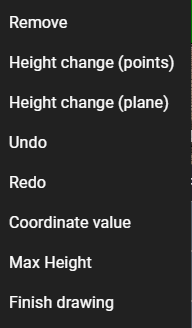 Remove
Height change (points)
Height change (plane)
Undo
Redo
Coordinate value
Max Height
Finish drawing